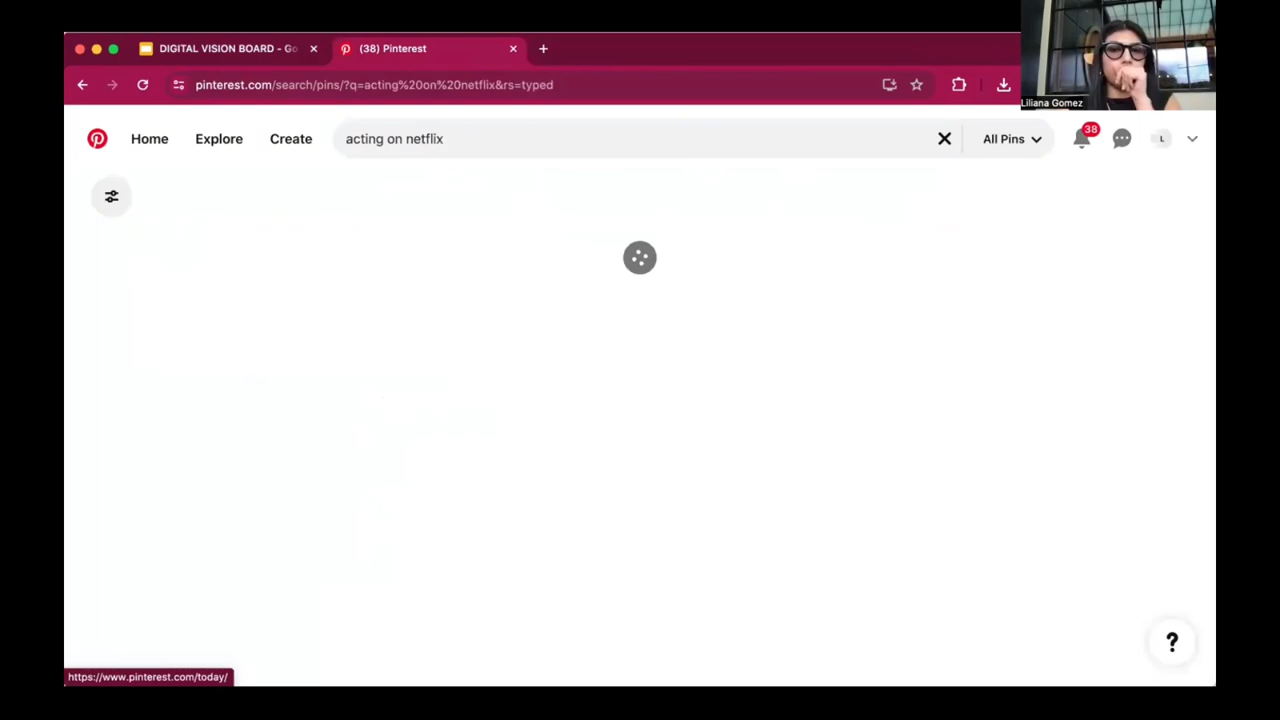 DIGITAL VISION BOARD - Go
(38) Pinterest
pinterest.com/search/pins/?q=acting%20on%20netflix&rs=typed
Liliana Gomez
Home
Explore
Create
acting on netflix
All Pins
38
L
?
https://www.pinterest.com/today/